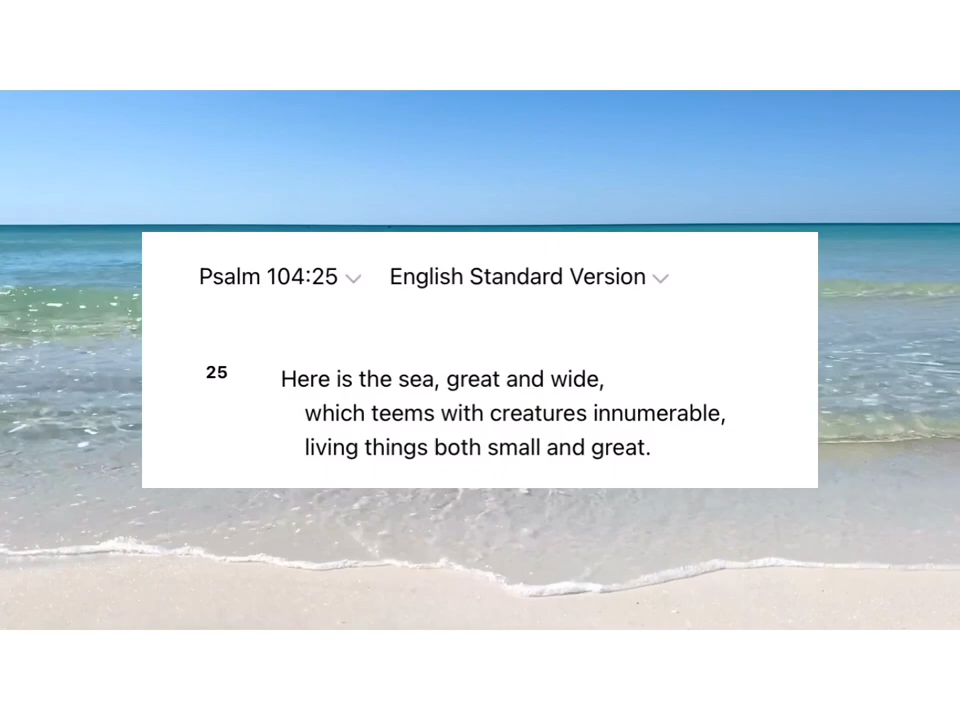 Psalm 104:25 English Standard Version
25 Here is the sea, great and wide,
which teems with creatures innumerable,
living things both small and great.